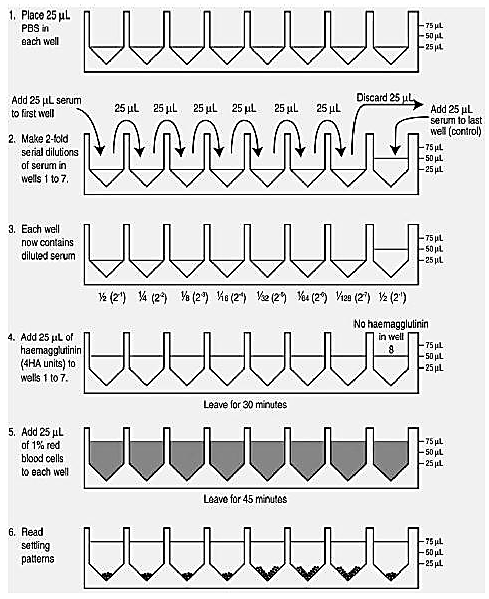 1. Place 25 µL
PBS in
each well
75 µL
50 µL
25 µL
Add 25 µL serum
to first well
25 µL 25 µL 25 µL 25 µL 25 µL 25 µL
Discard 25 µL
Add 25 µL
serum to last
well (control)
2. Make 2-fold
serial dilutions
of serum in
wells 1 to 7.
75 µL
50 µL
25 µL
3. Each well
now contains
diluted serum
75 µL
50 µL
25 µL
½ (2-¹) ¼ (2-²) ⅛ (2-³) 1/16 (2-⁴) 1/32 (2-⁵) 1/64 (2-⁶) 1/128 (2-⁷) ½ (2-¹)
4. Add 25 µL of
haemagglutinin
(4HA units) to
wells 1 to 7.
No haemagglutinin
in well
8
75 µL
50 µL
25 µL
Leave for 30 minutes
5. Add 25 µL
of 1% red
blood cells
to each well
75 µL
50 µL
25 µL
Leave for 45 minutes
6. Read
settling
patterns
75 µL
50 µL
25 µL